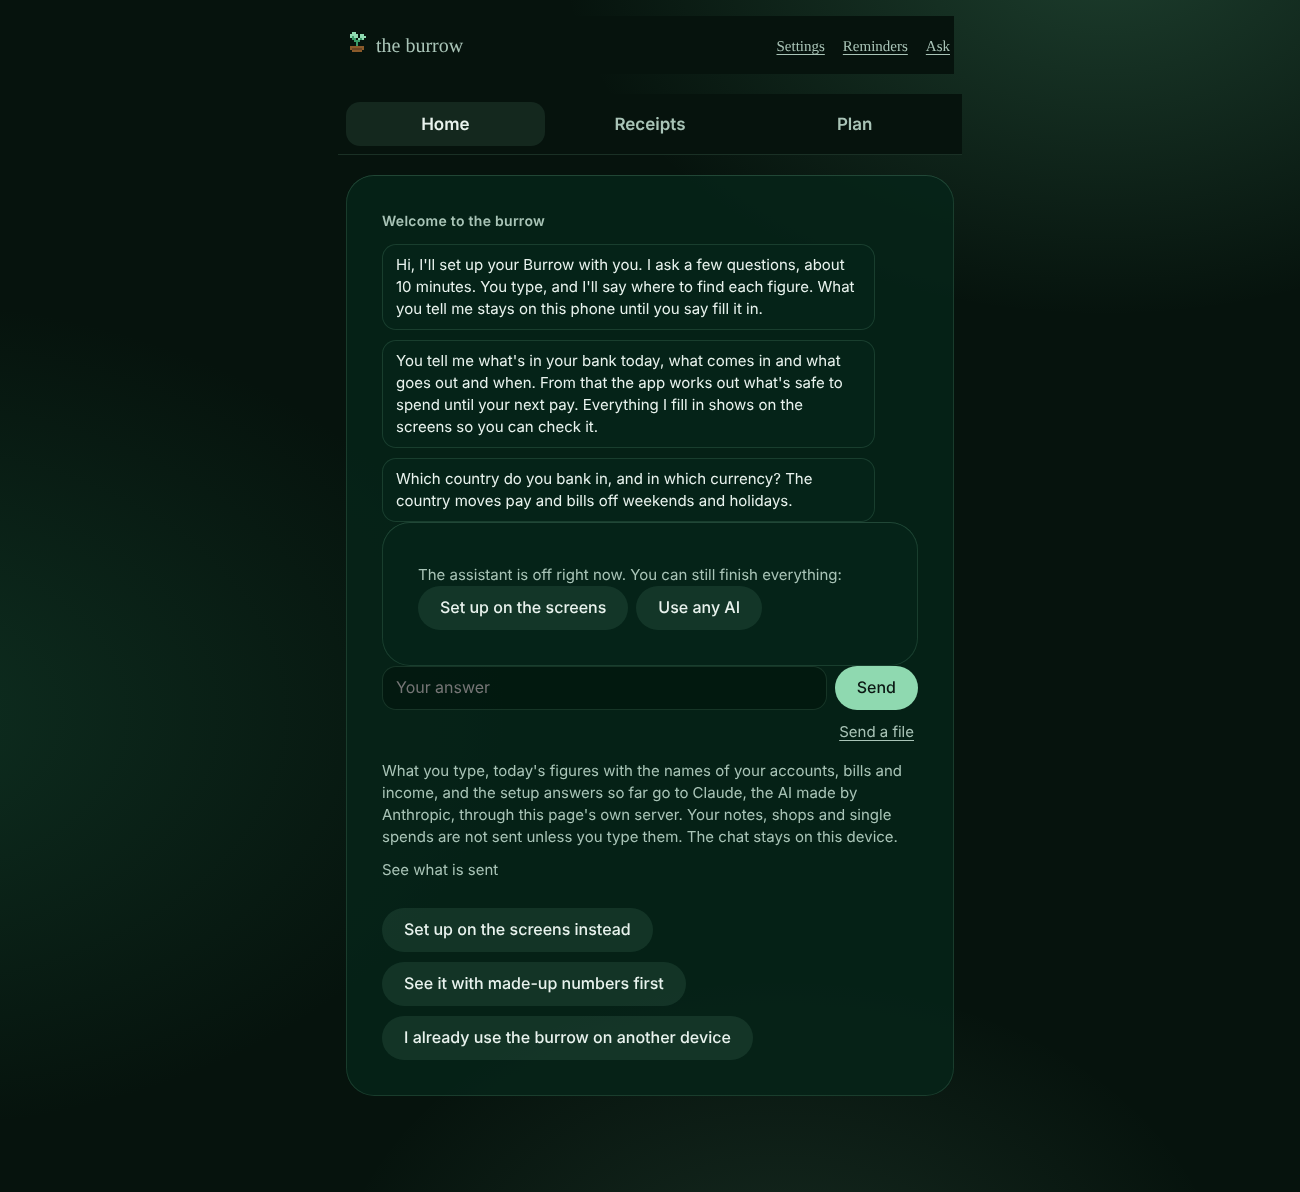 the burrow
Settings Reminders Ask
Home Receipts Plan
Welcome to the burrow
Hi, I'll set up your Burrow with you. I ask a few questions, about
10 minutes. You type, and I'll say where to find each figure. What
you tell me stays on this phone until you say fill it in.
You tell me what's in your bank today, what comes in and what
goes out and when. From that the app works out what's safe to
spend until your next pay. Everything I fill in shows on the
screens so you can check it.
Which country do you bank in, and in which currency? The
country moves pay and bills off weekends and holidays.
The assistant is off right now. You can still finish everything:
Set up on the screens Use any AI
Your answer Send
Send a file
What you type, today's figures with the names of your accounts, bills and
income, and the setup answers so far go to Claude, the AI made by
Anthropic, through this page's own server. Your notes, shops and single
spends are not sent unless you type them. The chat stays on this device.
See what is sent
Set up on the screens instead
See it with made-up numbers first
I already use the burrow on another device